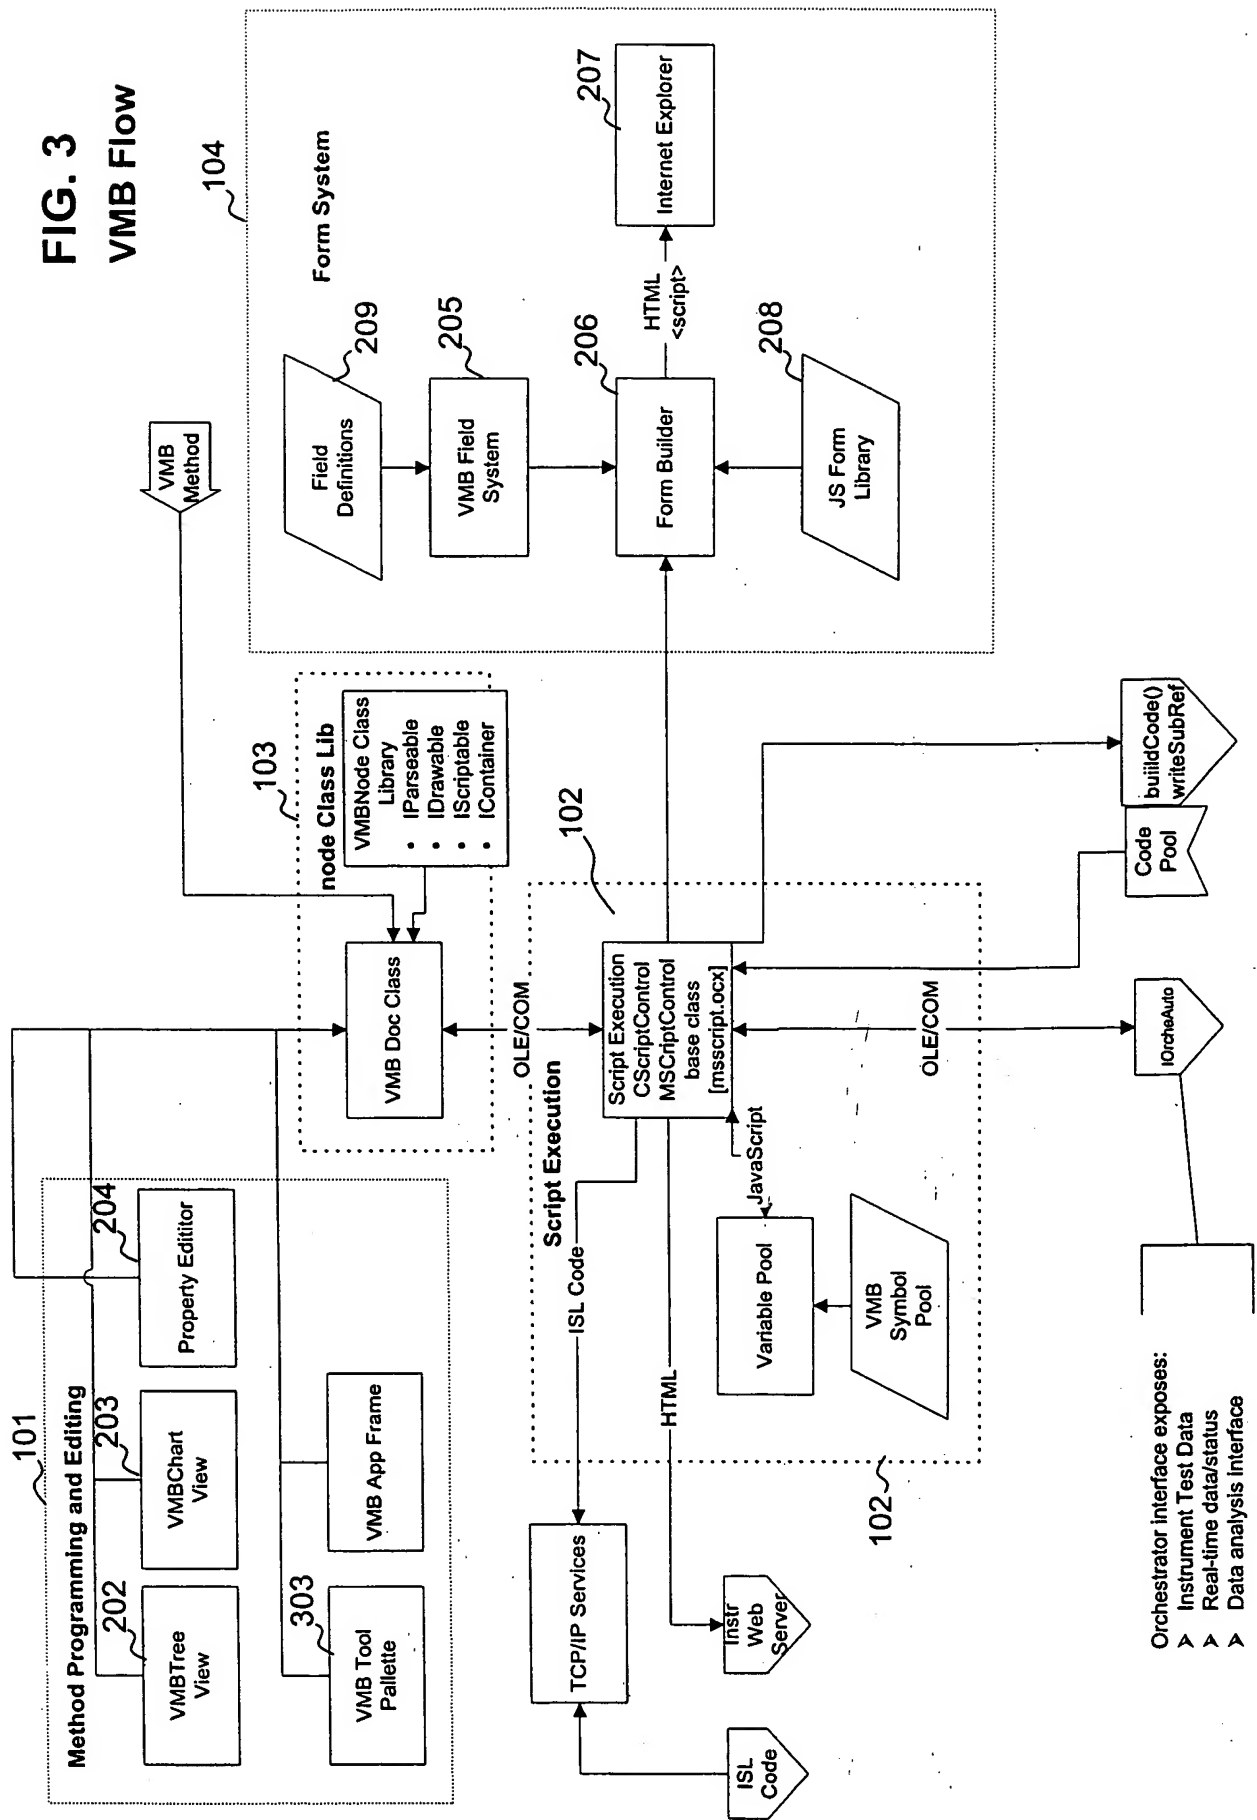 FIG. 3
VMB Flow
101
Method Programming and Editing
202
VMBTree
View
203
VMBChart
View
204
Property Edititor
303
VMB Tool
Pallette
VMB App Frame
103
node Class Lib
VMB Doc Class
VMBNode Class
Library
• IParseable
• IDrawable
• IScriptable
• IContainer
VMB
Method
104
Form System
209
Field
Definitions
205
VMB Field
System
206
Form Builder
HTML
<script>
207
Internet Explorer
208
JS Form
Library
OLE/COM
Script Execution
102
Script Execution
CScriptControl
MSCriptControl
base class
[msscript.ocx]
ISL Code
HTML
JavaScript
Variable Pool
VMB
Symbol
Pool
102
TCP/IP Services
Instr
Web
Server
ISL
Code
OLE/COM
IOrcheAuto
Code
Pool
buiildCode()
writeSubRef
Orchestrator interface exposes:
➢ Instrument Test Data
➢ Real-time data/status
➢ Data analysis interface